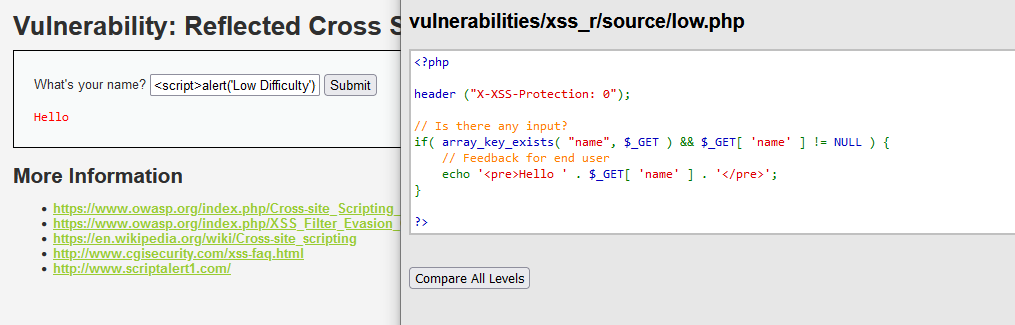 Vulnerability: Reflected Cross S
What's your name? <script>alert('Low Difficulty') Submit
Hello
More Information
https://www.owasp.org/index.php/Cross-site_Scripting_
https://www.owasp.org/index.php/XSS_Filter_Evasion_
https://en.wikipedia.org/wiki/Cross-site_scripting
http://www.cgisecurity.com/xss-faq.html
http://www.scriptalert1.com/
vulnerabilities/xss_r/source/low.php
<?php
header ("X-XSS-Protection: 0");
// Is there any input?
if( array_key_exists( "name", $_GET ) && $_GET[ 'name' ] != NULL ) {
    // Feedback for end user
    echo '<pre>Hello ' . $_GET[ 'name' ] . '</pre>';
}
?>
Compare All Levels